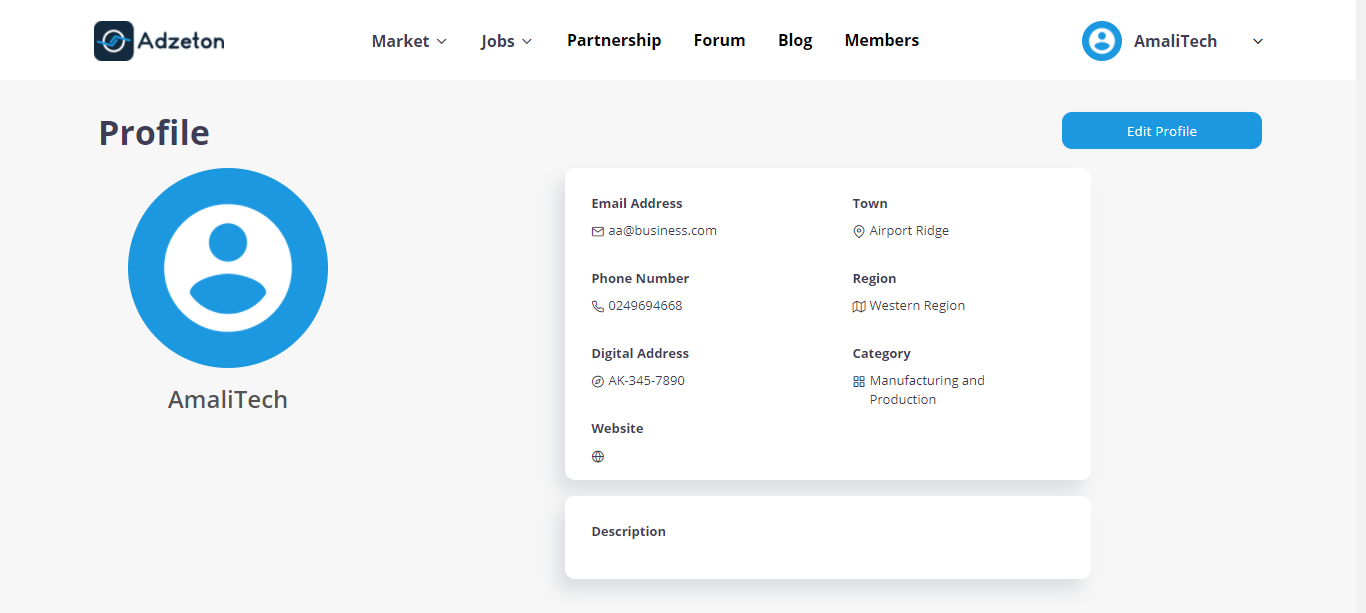 Adzeton
Market
Jobs
Partnership
Forum
Blog
Members
AmaliTech
Profile
Edit Profile
AmaliTech
Email Address
aa@business.com
Town
Airport Ridge
Phone Number
0249694668
Region
Western Region
Digital Address
AK-345-7890
Category
Manufacturing and
Production
Website
Description